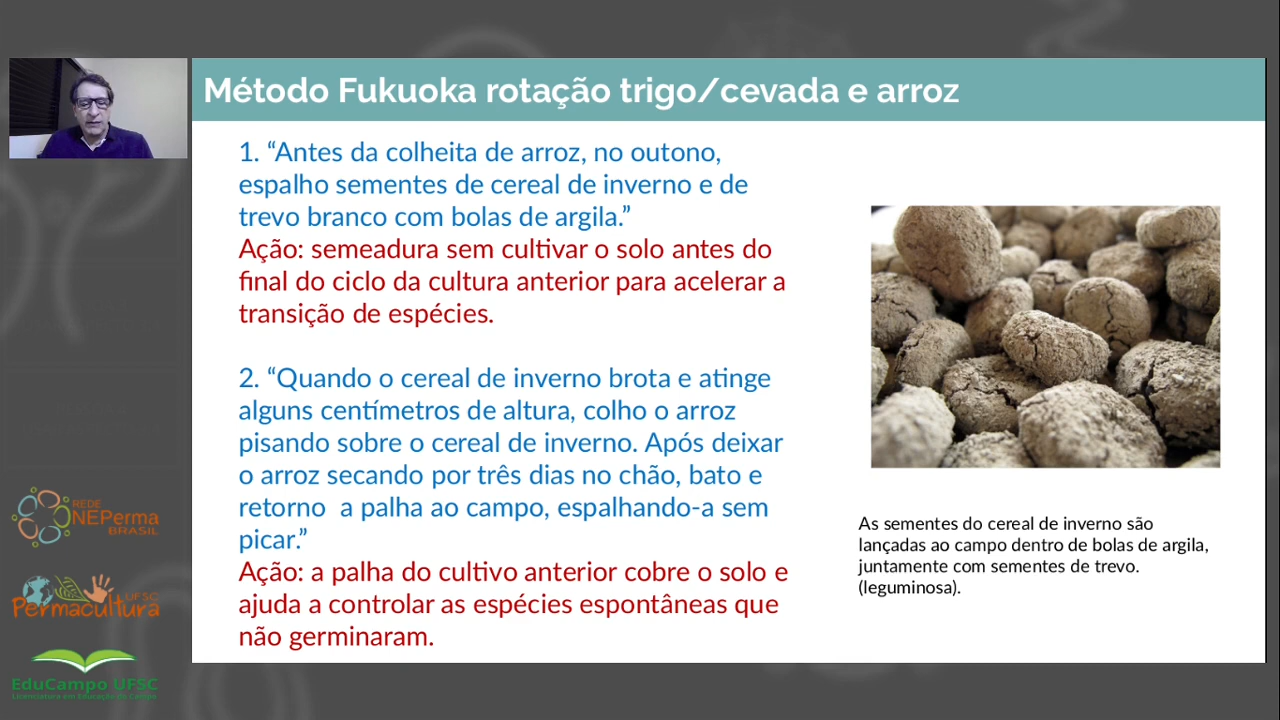 Método Fukuoka rotação trigo/cevada e arroz
1. “Antes da colheita de arroz, no outono,
espalho sementes de cereal de inverno e de
trevo branco com bolas de argila.”
Ação: semeadura sem cultivar o solo antes do
final do ciclo da cultura anterior para acelerar a
transição de espécies.
2. “Quando o cereal de inverno brota e atinge
alguns centímetros de altura, colho o arroz
pisando sobre o cereal de inverno. Após deixar
o arroz secando por três dias no chão, bato e
retorno  a palha ao campo, espalhando-a sem
picar.”
Ação: a palha do cultivo anterior cobre o solo e
ajuda a controlar as espécies espontâneas que
não germinaram.
As sementes do cereal de inverno são
lançadas ao campo dentro de bolas de argila,
juntamente com sementes de trevo.
(leguminosa).
REDE
NEPerma
BRASIL
UFSC
Permacultura
EduCampo UFSC
Licenciatura em Educação do Campo